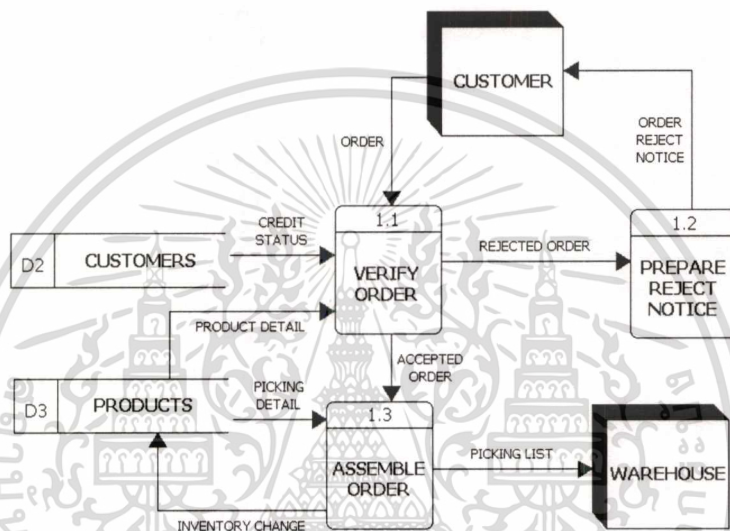 CUSTOMER
ORDER
REJECT
NOTICE
ORDER
1.1
VERIFY
ORDER
CREDIT
STATUS
D2
CUSTOMERS
REJECTED ORDER
1.2
PREPARE
REJECT
NOTICE
PRODUCT DETAIL
ACCEPTED
ORDER
D3
PRODUCTS
PICKING
DETAIL
1.3
ASSEMBLE
ORDER
PICKING LIST
WAREHOUSE
INVENTORY CHANGE